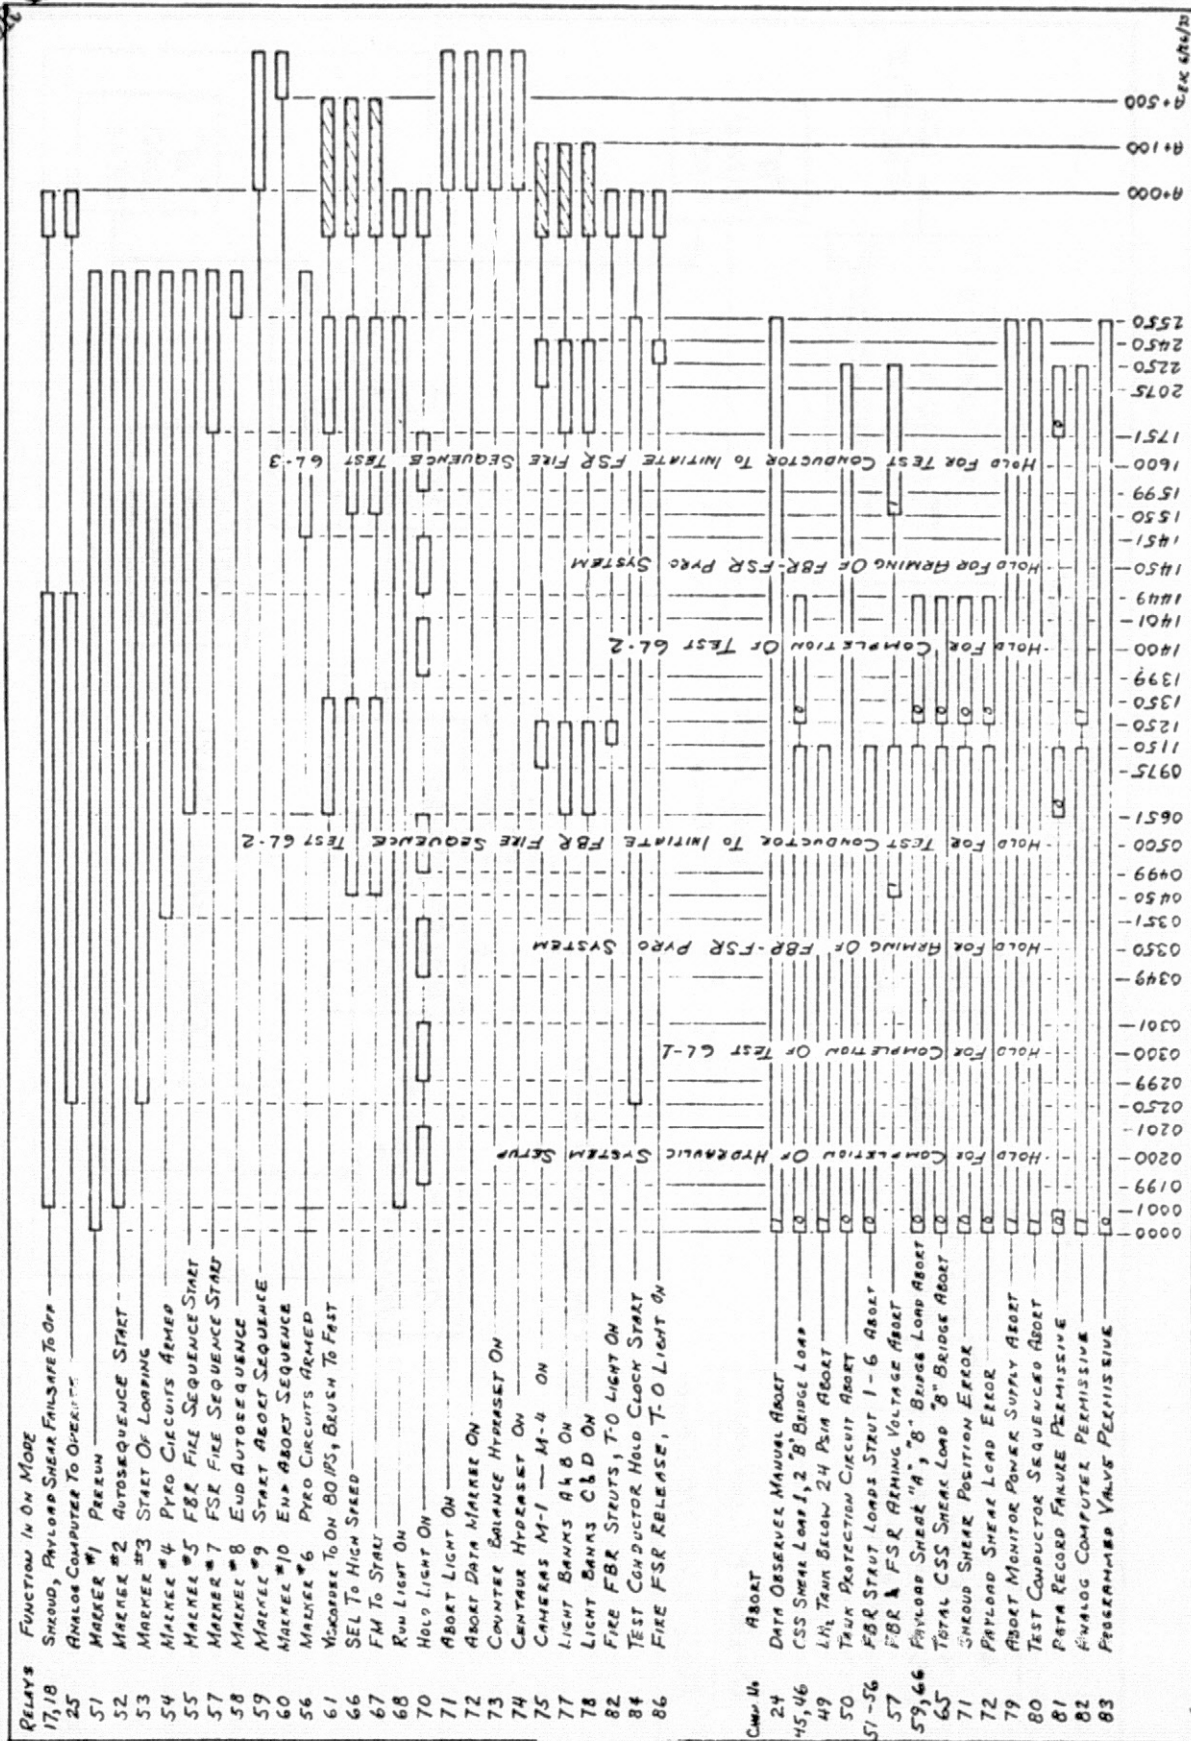 RELAYS FUNCTION IN ON MODE
17,18 SHROUD, PAYLOAD SHEAR FAILSAFE TO OFF
25 ANALOG COMPUTER TO OPERATE
51 MARKER #1 PRERUN
52 MARKER #2 AUTOSEQUENCE START
53 MARKER #3 START OF LOADING
54 MARKER #4 PYRO CIRCUITS ARMED
55 MARKER #5 FBR FIRE SEQUENCE START
57 MARKER #7 FSR FIRE SEQUENCE START
58 MARKER #8 END AUTOSEQUENCE
59 MARKER #9 START ABORT SEQUENCE
60 MARKER #10 END ABORT SEQUENCE
56 MARKER #6 PYRO CIRCUITS ARMED
61 VISCORDER TO ON 80 IPS, BRUSH TO FAST
66 SEL TO HIGH SPEED
67 FM TO START
68 RUN LIGHT ON
70 HOLD LIGHT ON
71 ABORT LIGHT ON
72 ABORT DATA MARKER ON
73 COUNTER BALANCE HYDRASET ON
74 CENTAUR HYDRASET ON
75 CAMERAS M-1 — M-4 ON
77 LIGHT BANKS A & B ON
78 LIGHT BANKS C & D ON
82 FIRE FBR STRUTS, T-O LIGHT ON
84 TEST CONDUCTOR HOLD CLOCK START
86 FIRE FSR RELEASE, T-O LIGHT ON
ABORT
24 DATA OBSERVER MANUAL ABORT
45,46 CSS SHEAR LOAD 1, 2 "B" BRIDGE LOAD
49 LH2 TANK BELOW 24 PSIA ABORT
50 TANK PROTECTION CIRCUIT ABORT
51-56 FBR STRUT LOADS STRUT 1-6 ABORT
57 FBR & FSR ARMING VOLTAGE ABORT
59,66 PAYLOAD SHEAR "A", "B" BRIDGE LOAD ABORT
65 TOTAL CSS SHEAR LOAD "B" BRIDGE ABORT
71 SHROUD SHEAR POSITION ERROR
72 PAYLOAD SHEAR LOAD ERROR
79 ABORT MONITOR POWER SUPPLY ABORT
80 TEST CONDUCTOR SEQUENCED ABORT
81 DATA RECORD FAILURE PERMISSIVE
82 ANALOG COMPUTER PERMISSIVE
83 PROGRAMMED VALVE PERMISSIVE
HOLD FOR COMPLETION OF HYDRAULIC SYSTEM SETUP
HOLD FOR COMPLETION OF TEST GL-1
HOLD FOR ARMING OF FBR-FSR PYRO SYSTEM
HOLD FOR TEST CONDUCTOR TO INITIATE FBR FIRE SEQUENCE TEST GL-2
HOLD FOR COMPLETION OF TEST GL-2
HOLD FOR ARMING OF FBR-FSR PYRO SYSTEM
HOLD FOR TEST CONDUCTOR TO INITIATE FSR FIRE SEQUENCE TEST GL-3
0000
0001
0199
0200
0201
0250
0299
0300
0301
0349
0350
0351
0450
0499
0500
0651
0975
1150
1250
1350
1399
1400
1401
1449
1450
1451
1550
1599
1600
1751
2075
2250
2450
2550
A+000
A+100
A+500